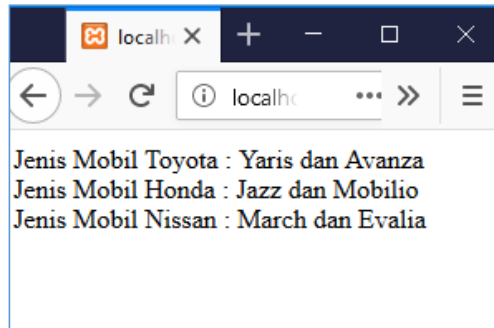 localh
localho
Jenis Mobil Toyota : Yaris dan Avanza
Jenis Mobil Honda : Jazz dan Mobilio
Jenis Mobil Nissan : March dan Evalia